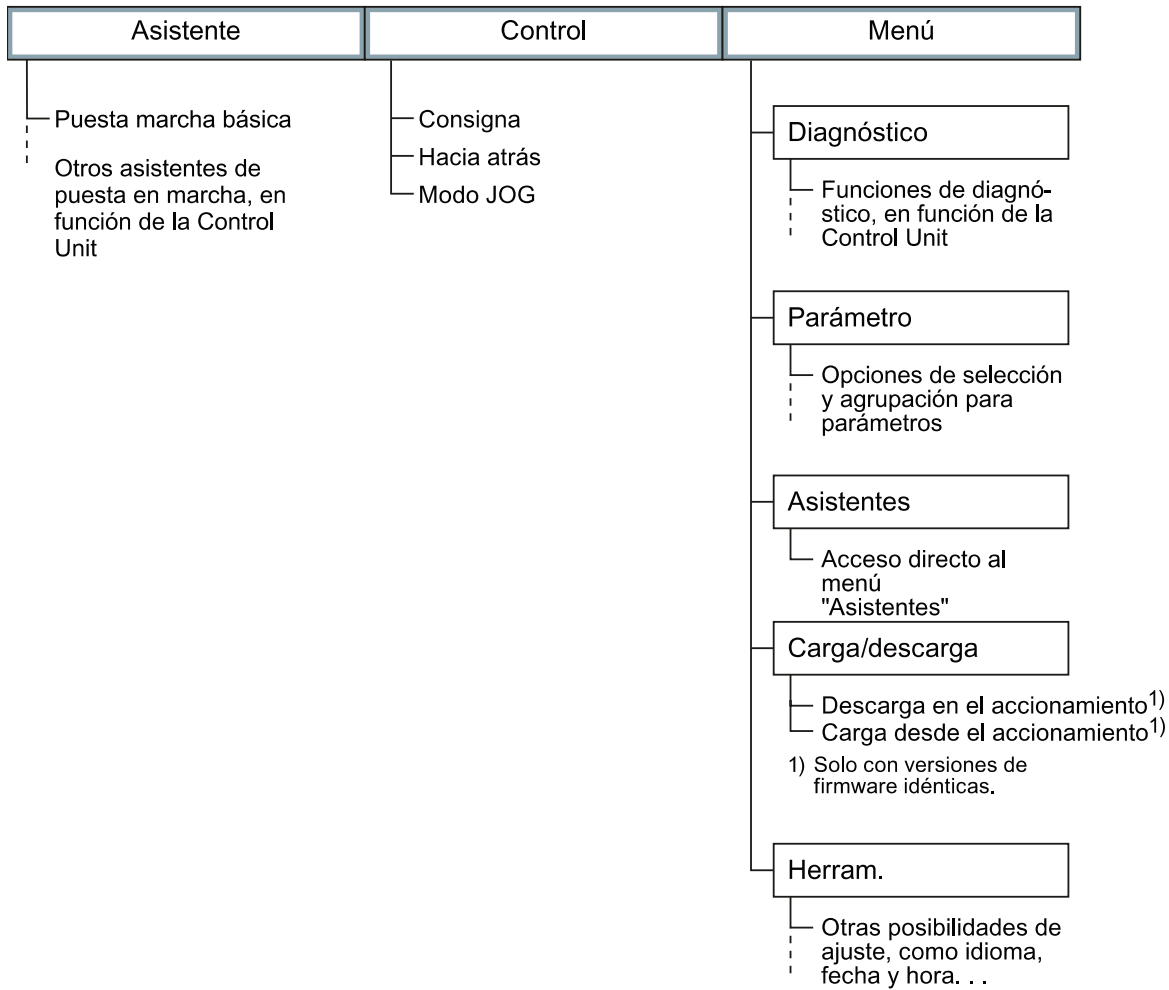 Asistente
Control
Menú
Puesta marcha básica
Otros asistentes de
puesta en marcha, en
función de la Control
Unit
Consigna
Hacia atrás
Modo JOG
Diagnóstico
Funciones de diagnó-
stico, en función de la
Control Unit
Parámetro
Opciones de selección
y agrupación para
parámetros
Asistentes
Acceso directo al
menú
"Asistentes"
Carga/descarga
Descarga en el accionamiento1)
Carga desde el accionamiento1)
1) Solo con versiones de
firmware idénticas.
Herram.
Otras posibilidades de
ajuste, como idioma,
fecha y hora. . .